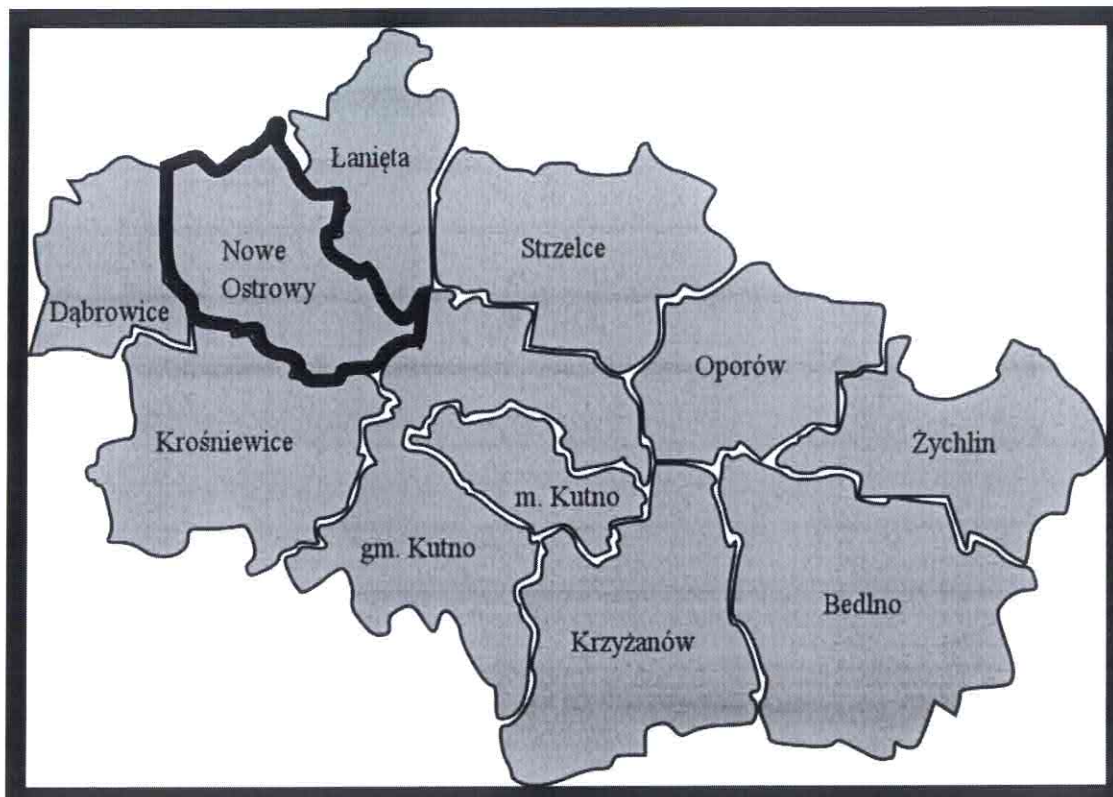 Łanięta
Strzelce
Nowe
Ostrowy
Dąbrowice
Oporów
Krośniewice
Żychlin
m. Kutno
gm. Kutno
Bedlno
Krzyżanów